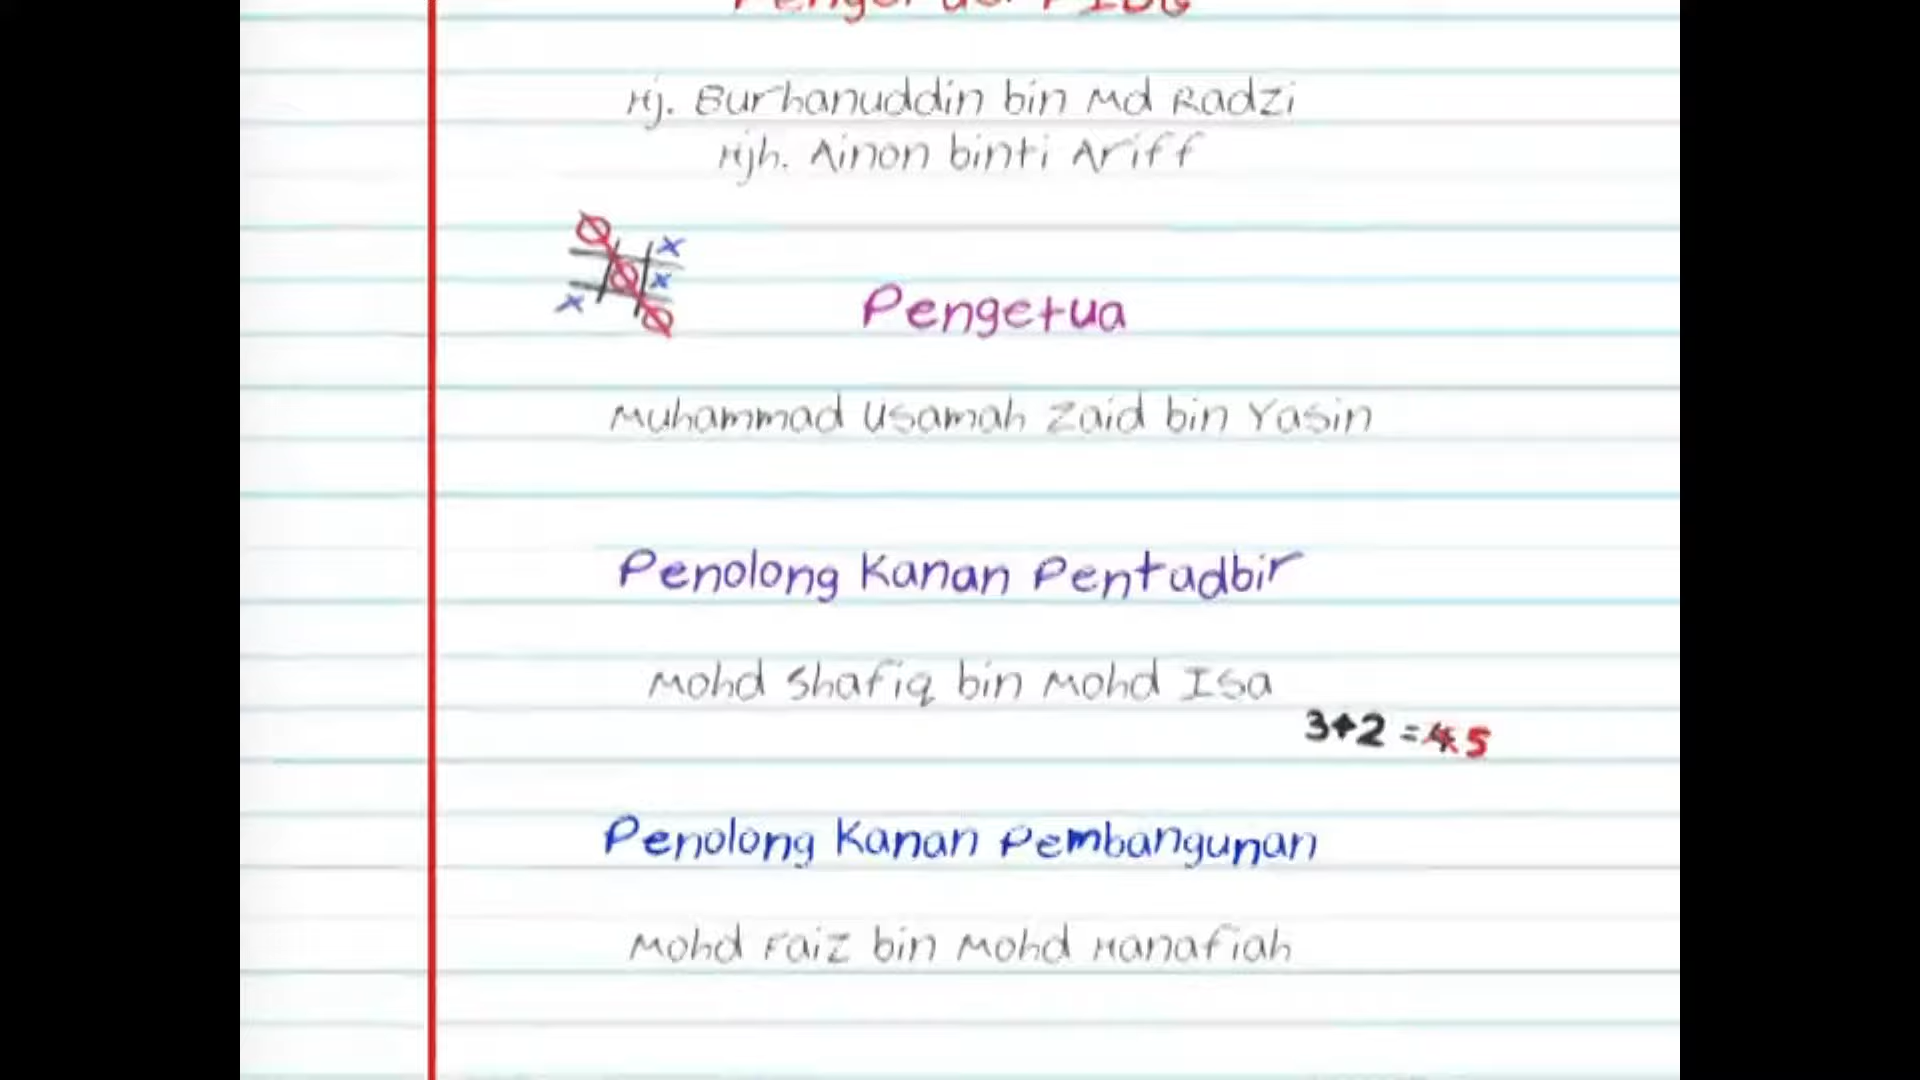 PIBG
Hj. Burhanuddin bin Md Radzi
Hjh. Ainon binti Ariff
Pengetua
Muhammad Usamah Zaid bin Yasin
Penolong Kanan Pentadbir
Mohd Shafiq bin Mohd Isa
3+2 = 4 5
Penolong Kanan Pembangunan
Mohd Faiz bin Mohd Hanafiah